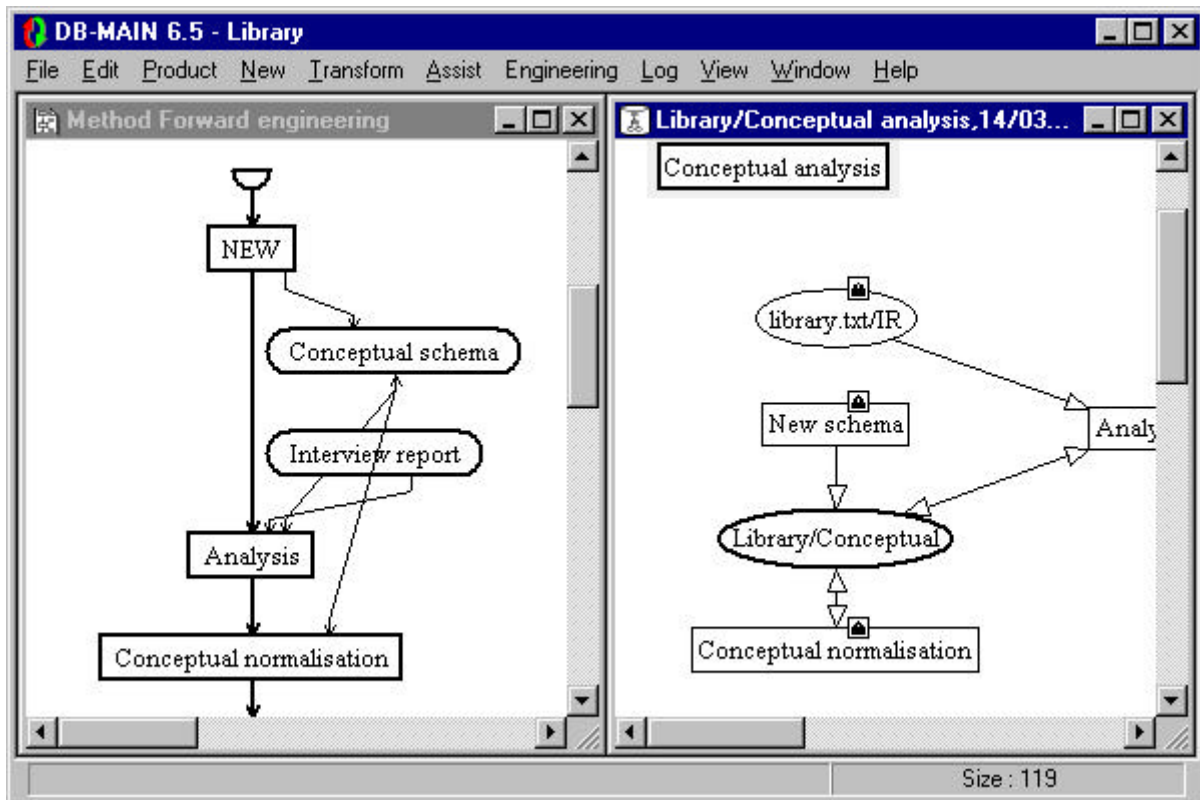 DB-MAIN 6.5 - Library
File Edit Product New Transform Assist Engineering Log View Window Help
Method Forward engineering
NEW
Conceptual schema
Interview report
Analysis
Conceptual normalisation
Library/Conceptual analysis,14/03...
Conceptual analysis
library.txt/IR
New schema
Analy
Library/Conceptual
Conceptual normalisation
Size : 119